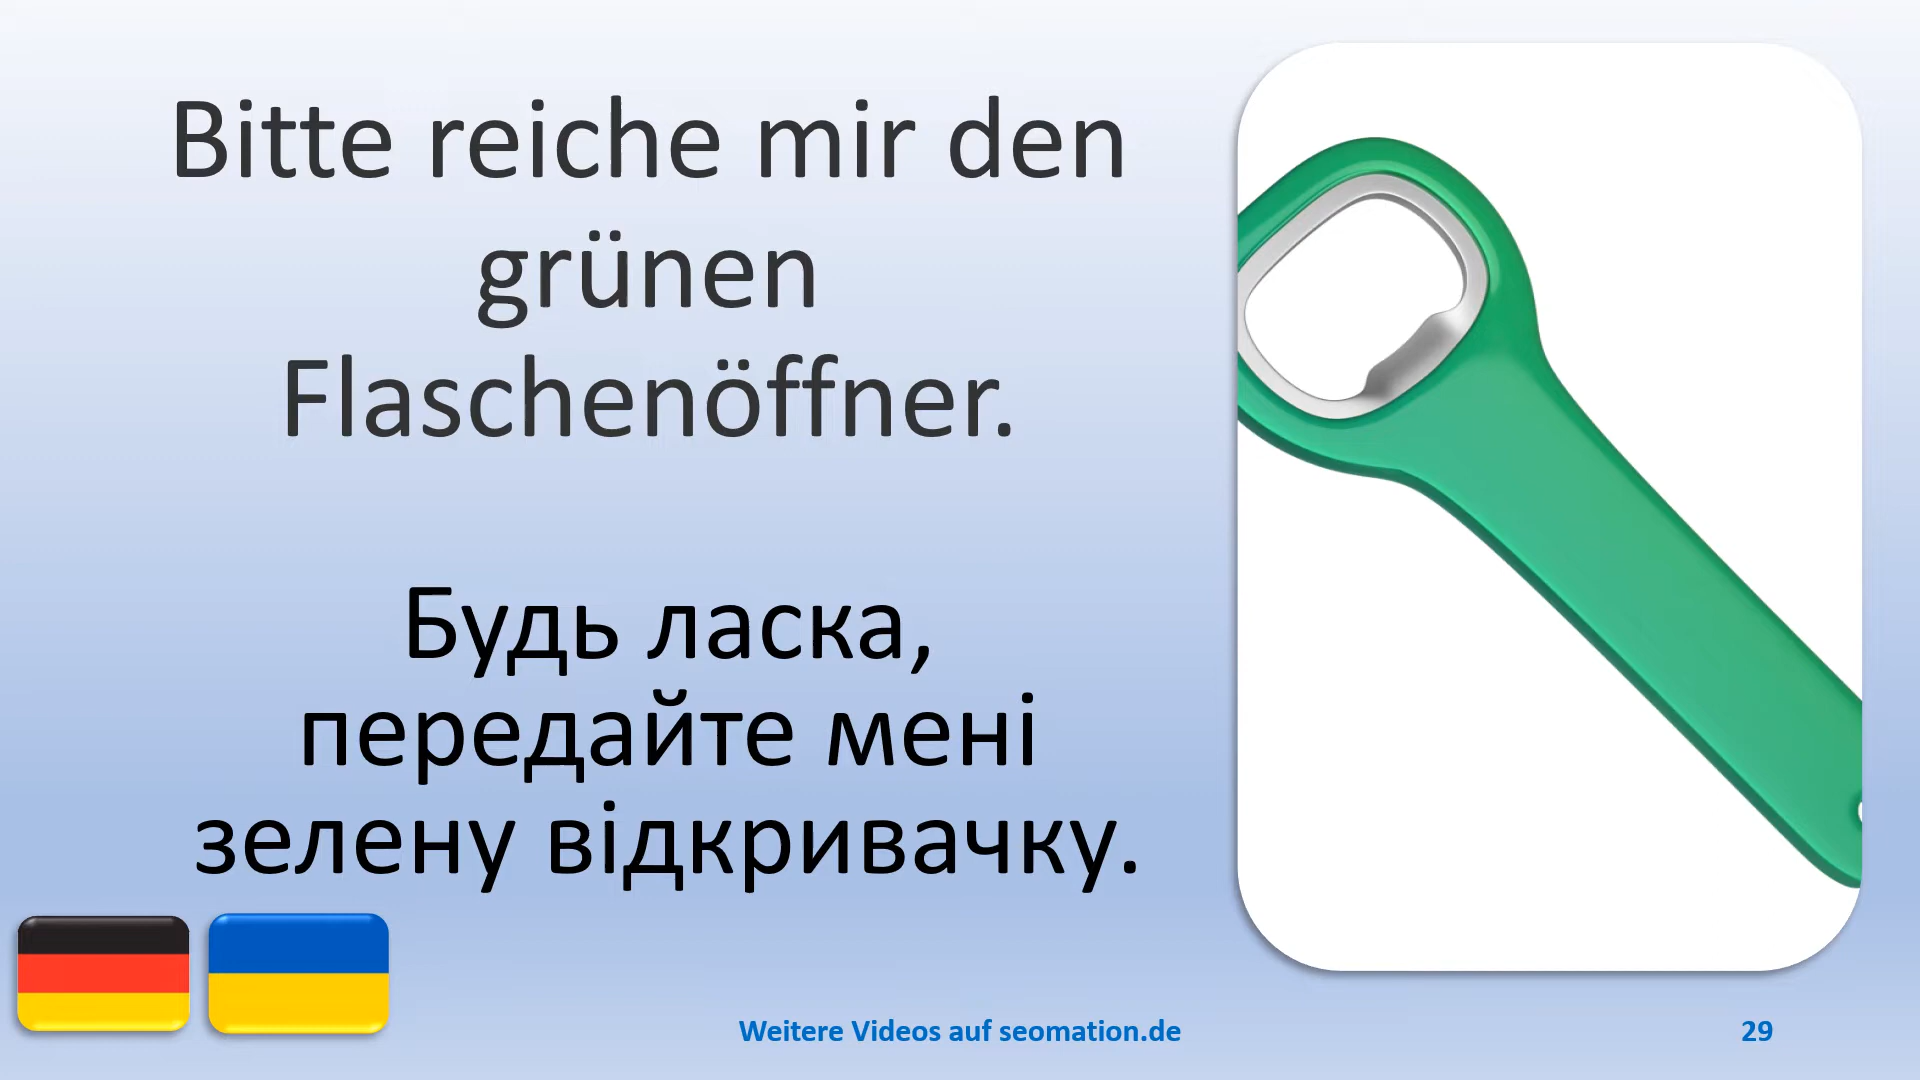 Bitte reiche mir den
grünen
Flaschenöffner.
Будь ласка,
передайте мені
зелену відкривачку.
Weitere Videos auf seomation.de
29